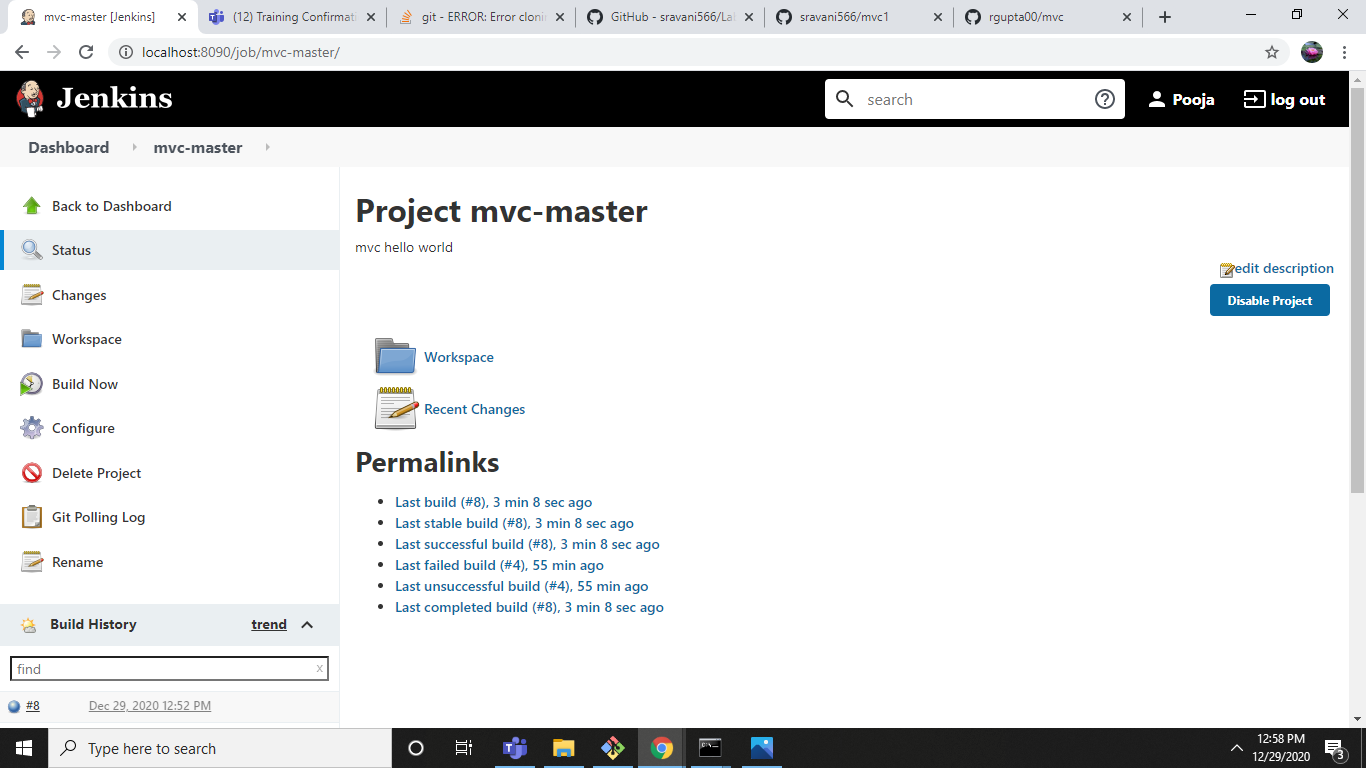 mvc-master [Jenkins]
(12) Training Confirmati
git - ERROR: Error cloni
GitHub - sravani566/La
sravani566/mvc1
rgupta00/mvc
localhost:8090/job/mvc-master/
Jenkins
search
Pooja
log out
Dashboard
mvc-master
Back to Dashboard
Status
Changes
Workspace
Build Now
Configure
Delete Project
Git Polling Log
Rename
Build History
trend
find
x
#8
Dec 29, 2020 12:52 PM
Project mvc-master
mvc hello world
edit description
Disable Project
Workspace
Recent Changes
Permalinks
Last build (#8), 3 min 8 sec ago
Last stable build (#8), 3 min 8 sec ago
Last successful build (#8), 3 min 8 sec ago
Last failed build (#4), 55 min ago
Last unsuccessful build (#4), 55 min ago
Last completed build (#8), 3 min 8 sec ago
Type here to search
12:58 PM
12/29/2020
3